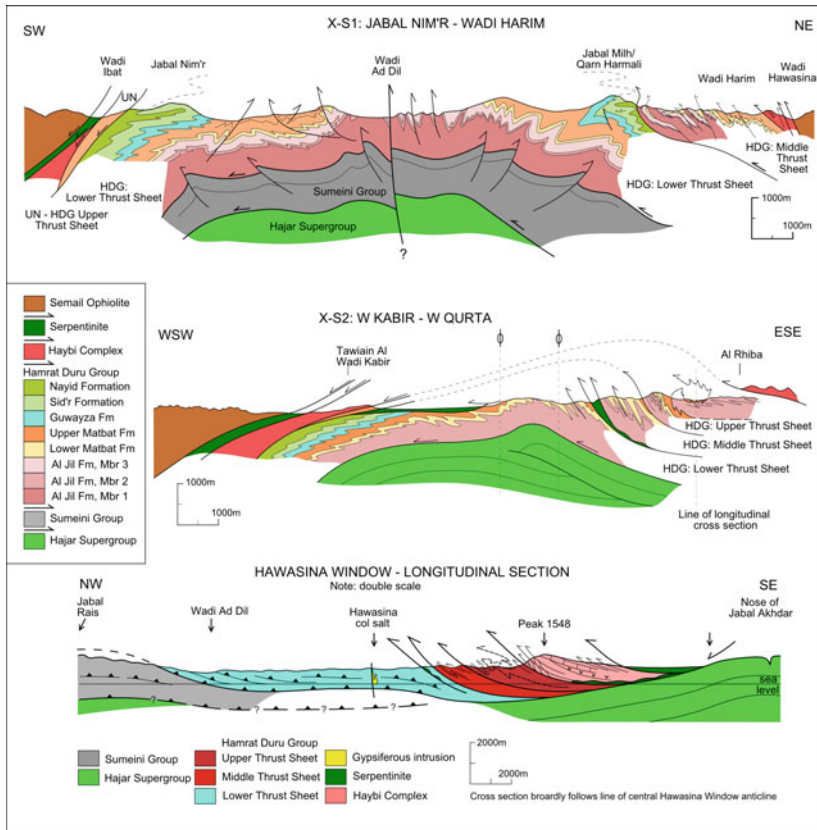 X-S1: JABAL NIM'R - WADI HARIM
SW
NE
Wadi
Ibat
Jabal Nim'r
Wadi
Ad Dil
Jabal Milh/
Qarn Harmali
Wadi Harim
Wadi
Hawasina
UN
HDG:
Lower Thrust Sheet
UN - HDG Upper
Thrust Sheet
Sumeini Group
Hajar Supergroup
?
HDG: Lower Thrust Sheet
HDG: Middle
Thrust
Sheet
1000m
1000m
Semail Ophiolite
Serpentinite
Haybi Complex
Hamrat Duru Group
Nayid Formation
Sid'r Formation
Guwayza Fm
Upper Matbat Fm
Lower Matbat Fm
Al Jil Fm, Mbr 3
Al Jil Fm, Mbr 2
Al Jil Fm, Mbr 1
Sumeini Group
Hajar Supergroup
X-S2: W KABIR - W QURTA
WSW
ESE
Tawiain Al
Wadi Kabir
Al Rhiba
HDG: Upper Thrust Sheet
HDG: Middle Thrust Sheet
HDG: Lower Thrust Sheet
1000m
1000m
Line of longitudinal
cross section
HAWASINA WINDOW - LONGITUDINAL SECTION
Note: double scale
NW
SE
Jabal
Rais
Wadi Ad Dil
Hawasina
col salt
Peak 1548
Nose of
Jabal Akhdar
sea
level
?
?
?
?
Sumeini Group
Hajar Supergroup
Hamrat Duru Group
Upper Thrust Sheet
Middle Thrust Sheet
Lower Thrust Sheet
Gypsiferous intrusion
Serpentinite
Haybi Complex
2000m
2000m
Cross section broadly follows line of central Hawasina Window anticline